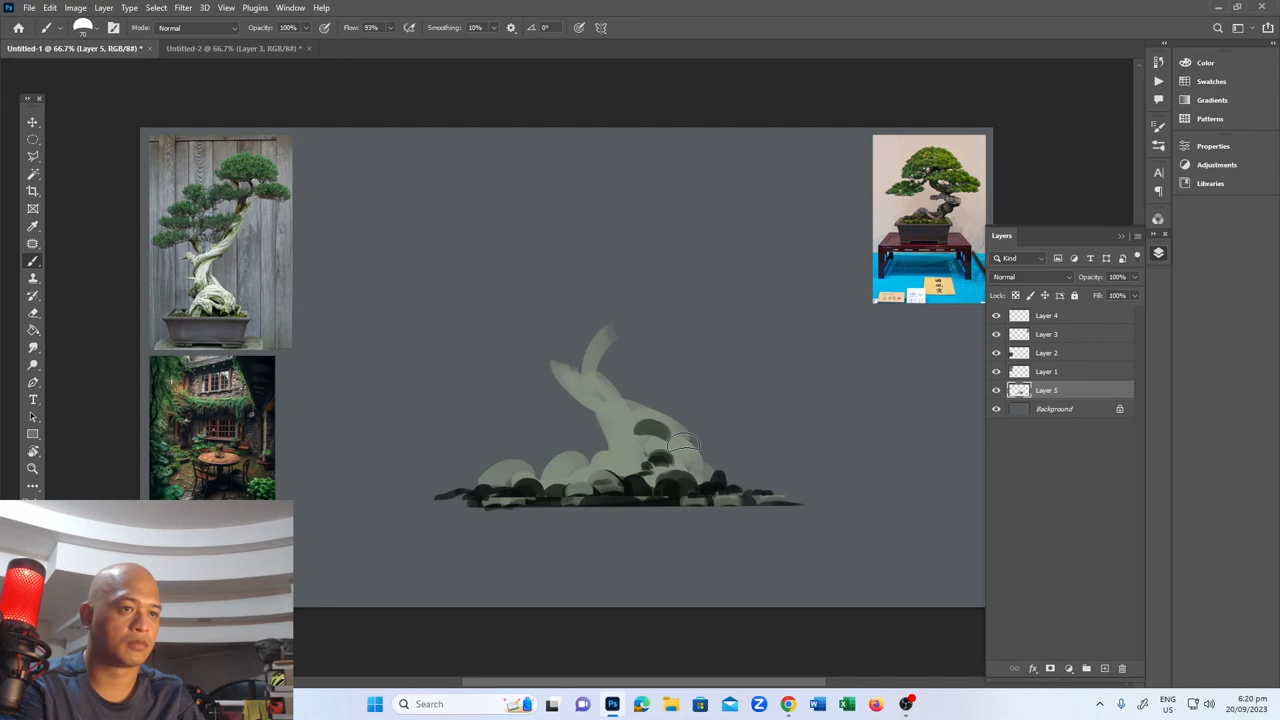 Ps File Edit Image Layer Type Select Filter 3D View Plugins Window Help
70 Mode: Normal Opacity: 100% Flow: 93% Smoothing: 10% 0°
Untitled-1 @ 66.7% (Layer 5, RGB/8#) * Untitled-2 @ 66.7% (Layer 3, RGB/8#) *
Color
Swatches
Gradients
Patterns
Properties
Adjustments
Libraries
Layers
Kind
Normal Opacity: 100%
Lock: Fill: 100%
Layer 4
Layer 3
Layer 2
Layer 1
Layer 5
Background
Search
Ps
ENG
US
6:20 pm
20/09/2023